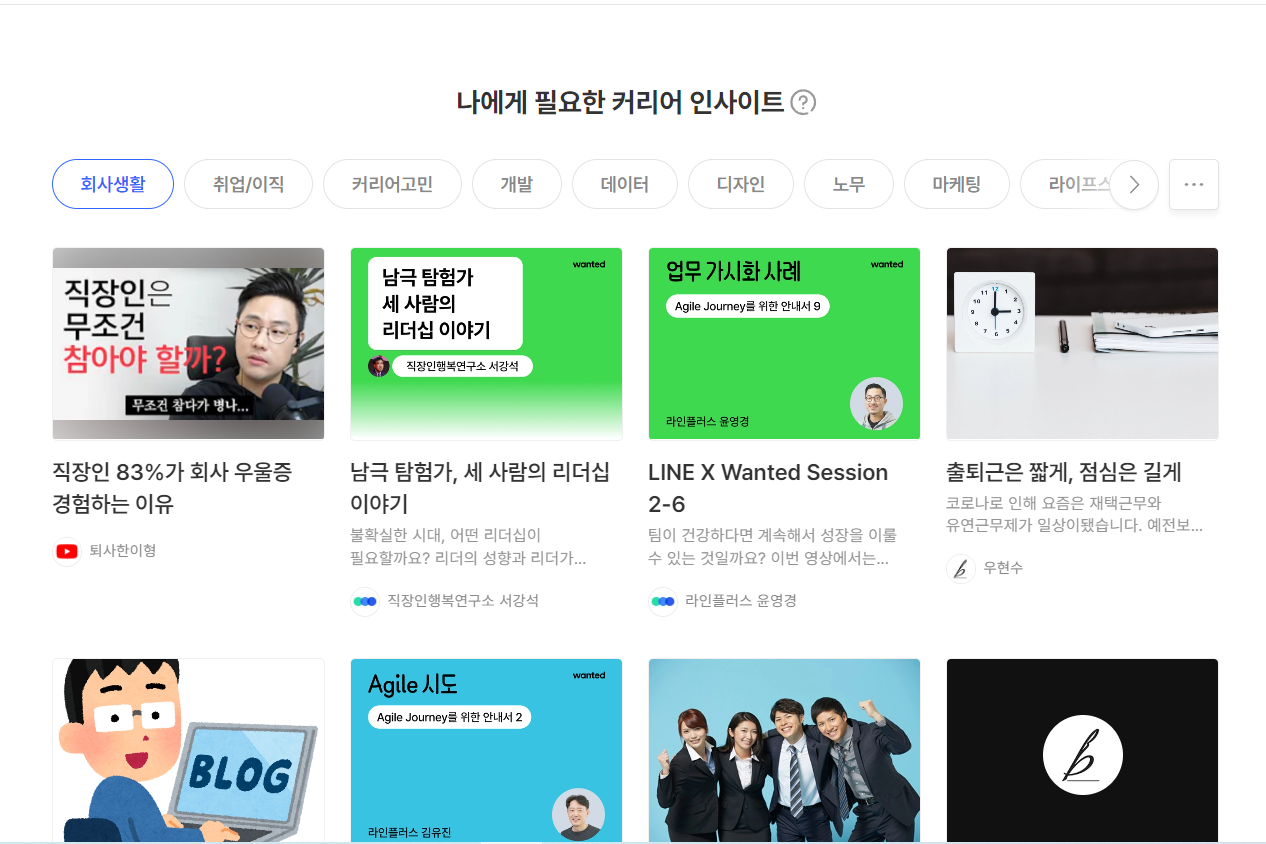 나에게 필요한 커리어 인사이트 ?
회사생활
취업/이직
커리어고민
개발
데이터
디자인
노무
마케팅
라이프스
...
직장인은
무조건
참아야 할까?
무조건 참다가 병나...
wanted
남극 탐험가
세 사람의
리더십 이야기
직장인행복연구소 서강석
업무 가시화 사례
wanted
Agile Journey를 위한 안내서 9
라인플러스 윤영경
12
1
2
3
4
5
6
7
8
9
10
11
직장인 83%가 회사 우울증
경험하는 이유
퇴사한이형
남극 탐험가, 세 사람의 리더십
이야기
불확실한 시대, 어떤 리더십이
필요할까요? 리더의 성향과 리더가...
직장인행복연구소 서강석
LINE X Wanted Session
2-6
팀이 건강하다면 계속해서 성장을 이룰
수 있는 것일까요? 이번 영상에서는...
라인플러스 윤영경
출퇴근은 짧게, 점심은 길게
코로나로 인해 요즘은 재택근무와
유연근무제가 일상이됐습니다. 예전보...
우현수
BLOG
Agile 시도
wanted
Agile Journey를 위한 안내서 2
라인플러스 김유진